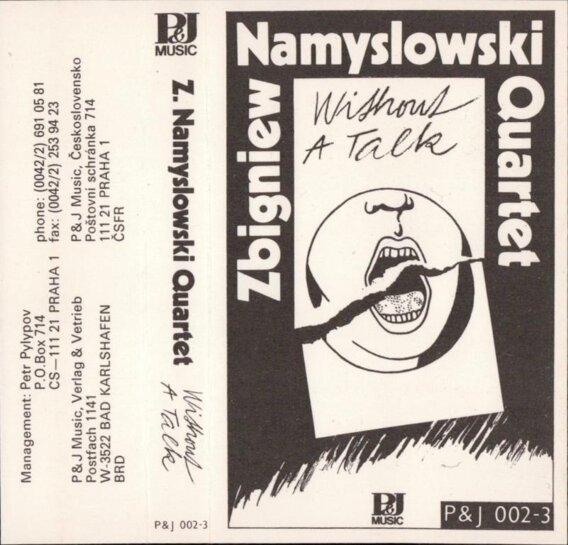 Management: Petr Pylypov
P.O.Box 714
CS—111 21 PRAHA 1
phone: (0042/2) 691 05 81
fax: (0042/2) 253 94 23
P&J Music, Verlag & Vetrieb
Postfach 1141
W-3522 BAD KARLSHAFEN
BRD
P&J Music, Československo
Poštovní schránka 714
111 21 PRAHA 1
ČSFR
P&J
MUSIC
Z. Namyslowski Quartet
Without
A Talk
P&J 002-3
Zbigniew
Namyslowski
Quartet
Without
A Talk
P&J
MUSIC
P&J 002-3